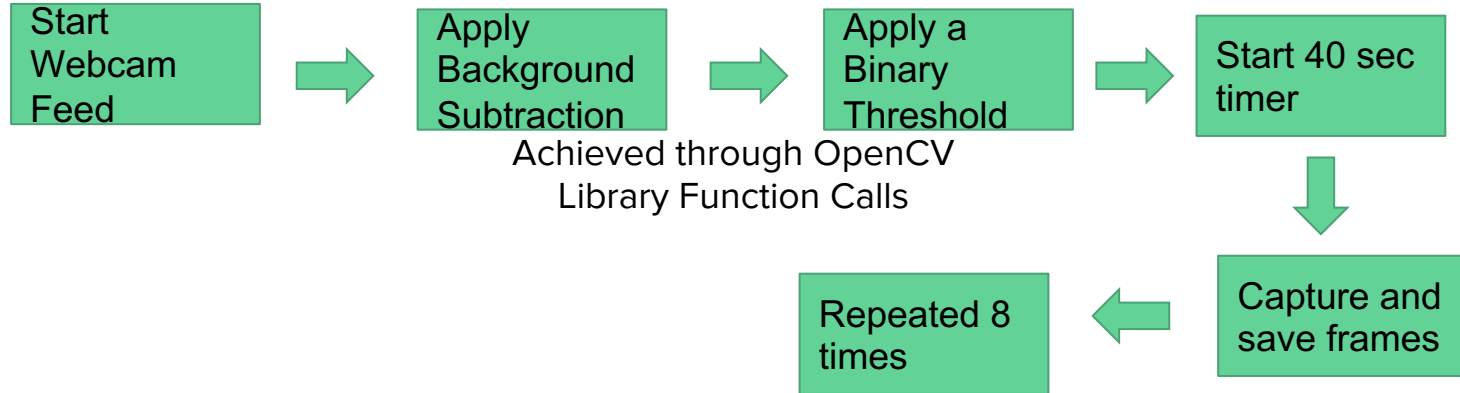 Start
Webcam
Feed
Apply
Background
Subtraction
Apply a
Binary
Threshold
Start 40 sec
timer
Achieved through OpenCV
Library Function Calls
Capture and
save frames
Repeated 8
times